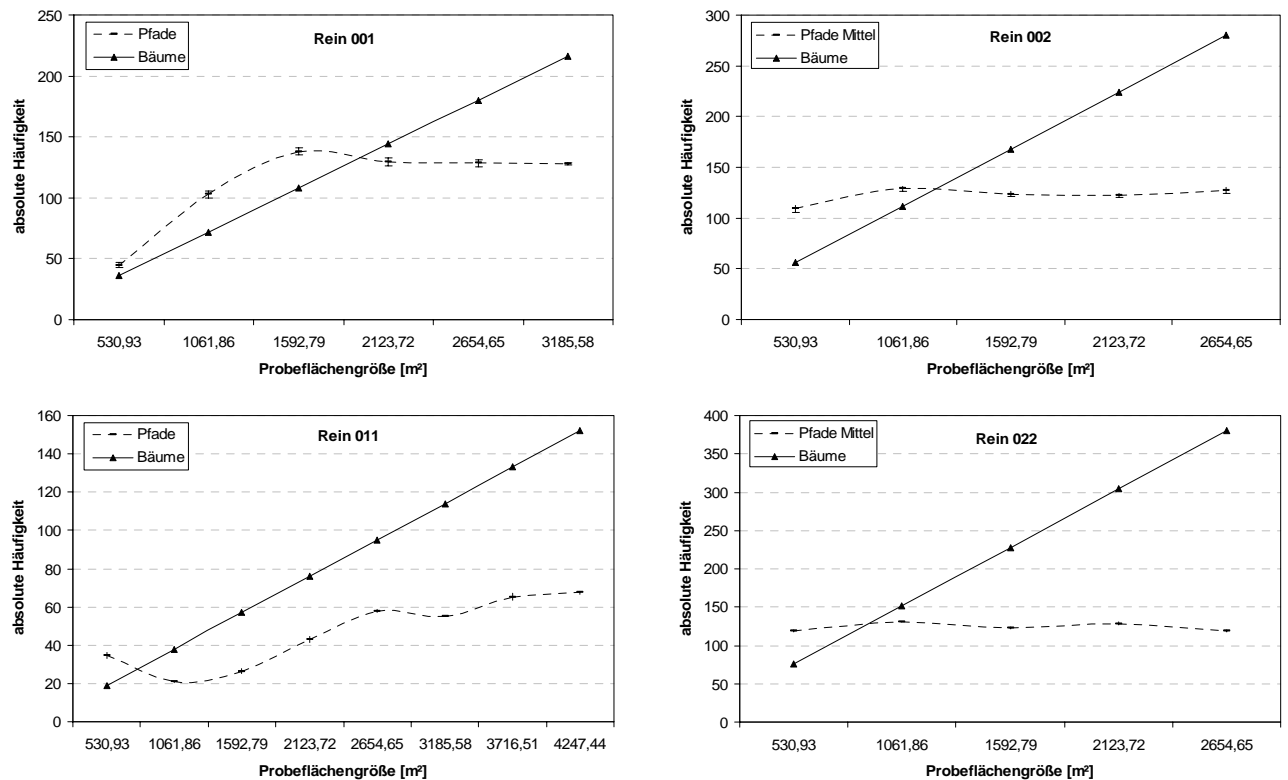 Rein 001
Pfade
Bäume
absolute Häufigkeit
250
200
150
100
50
0
530,93 1061,86 1592,79 2123,72 2654,65 3185,58
Probeflächengröße [m²]
Rein 002
Pfade Mittel
Bäume
absolute Häufigkeit
300
250
200
150
100
50
0
530,93 1061,86 1592,79 2123,72 2654,65
Probeflächengröße [m²]
Rein 011
Pfade
Bäume
absolute Häufigkeit
160
140
120
100
80
60
40
20
0
530,93 1061,86 1592,79 2123,72 2654,65 3185,58 3716,51 4247,44
Probeflächengröße [m²]
Rein 022
Pfade Mittel
Bäume
absolute Häufigkeit
400
350
300
250
200
150
100
50
0
530,93 1061,86 1592,79 2123,72 2654,65
Probeflächengröße [m²]